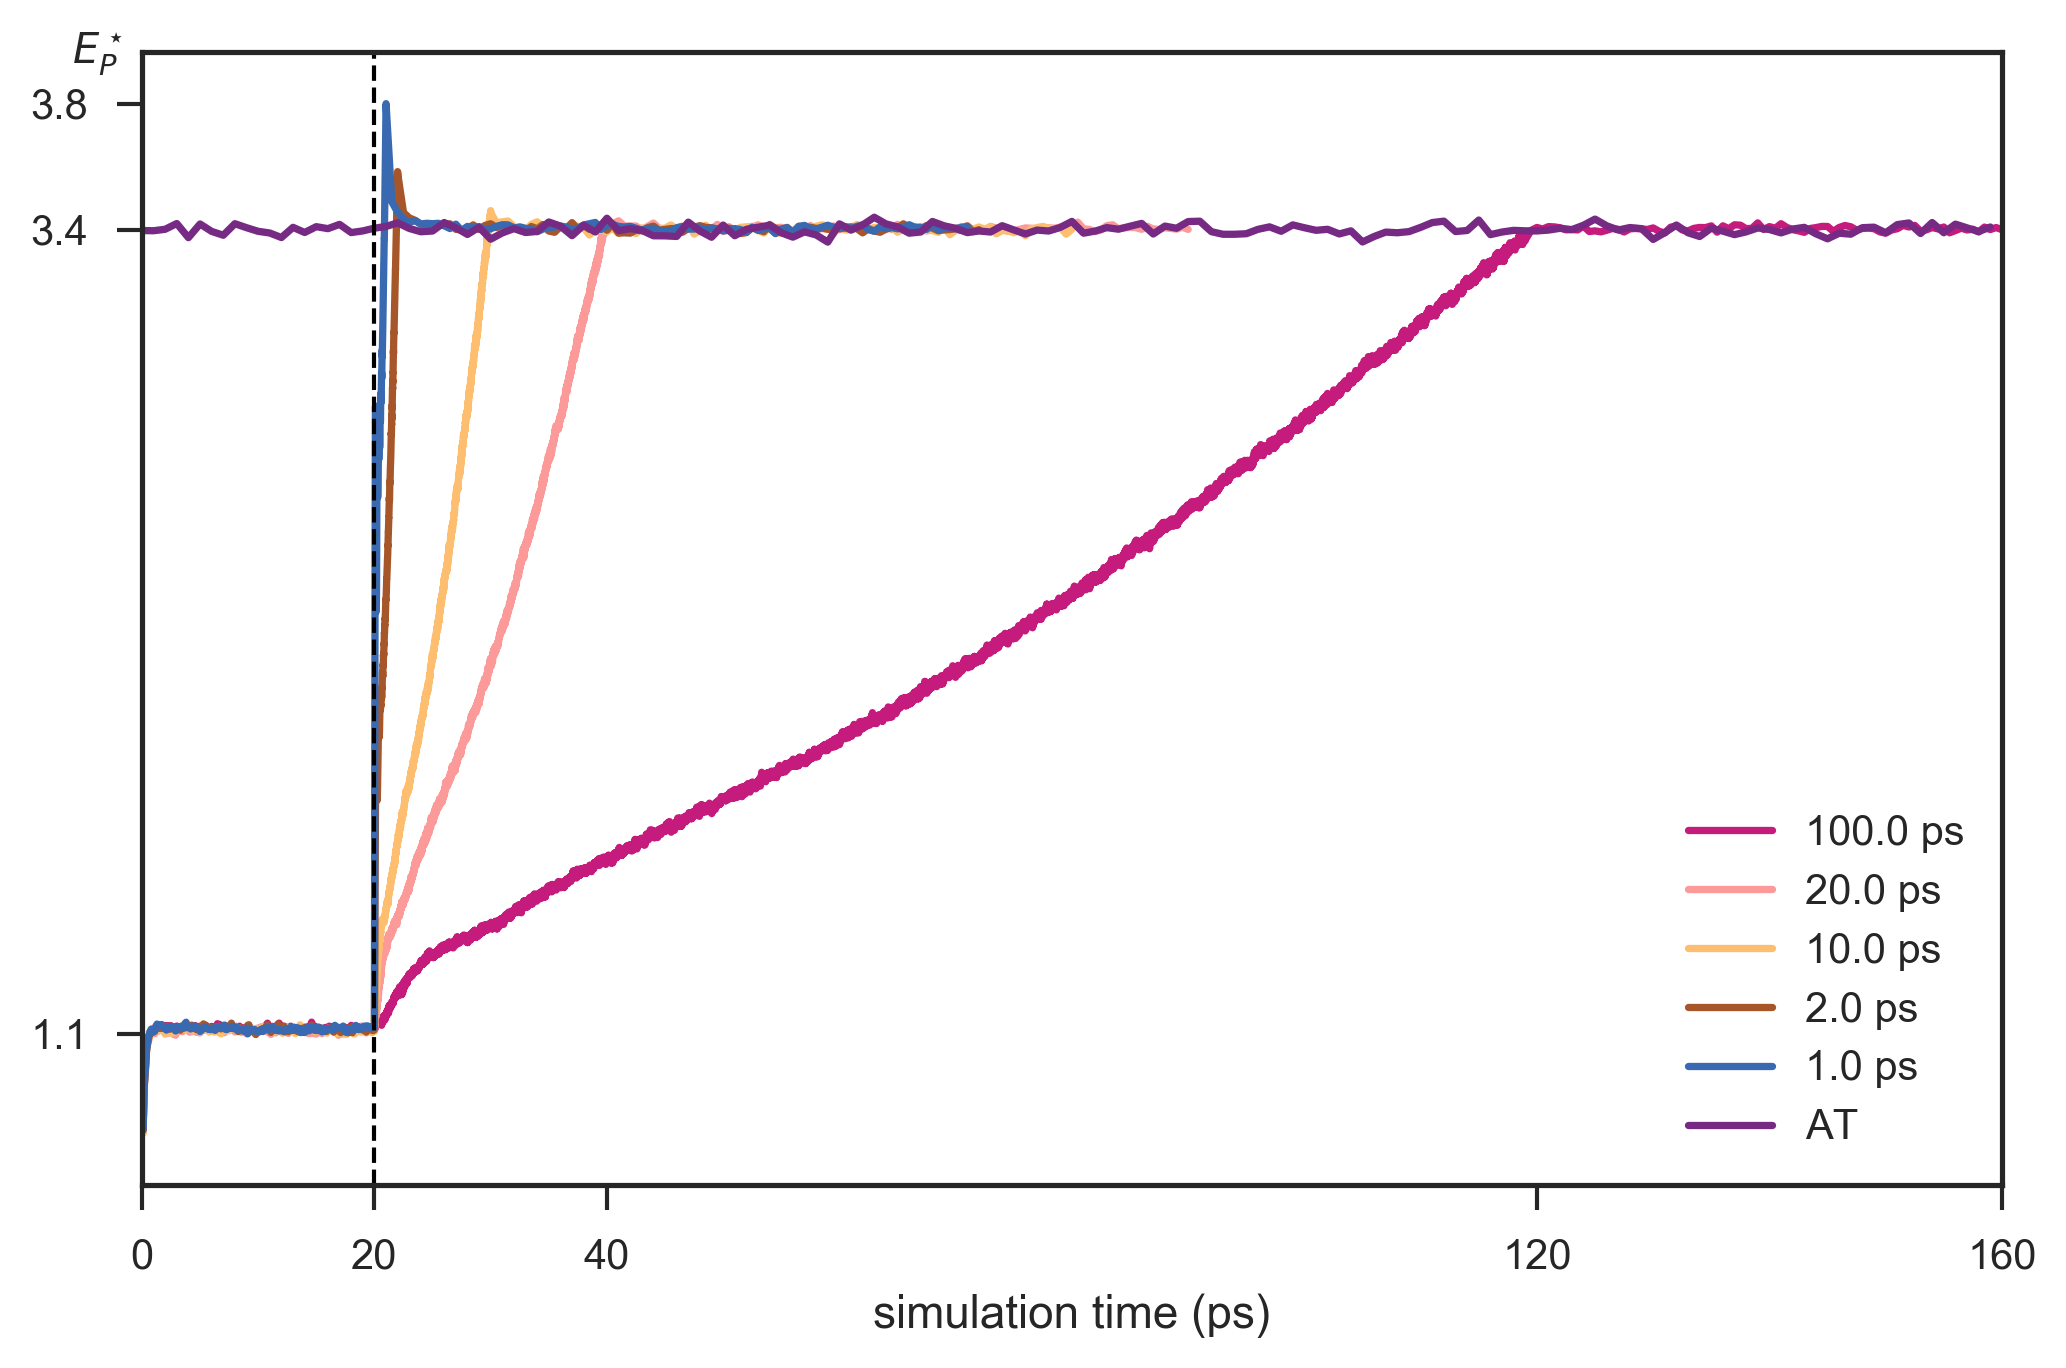 E_P^⋆
3.8
3.4
1.1
100.0 ps
20.0 ps
10.0 ps
2.0 ps
1.0 ps
AT
0 20 40 120 160
simulation time (ps)